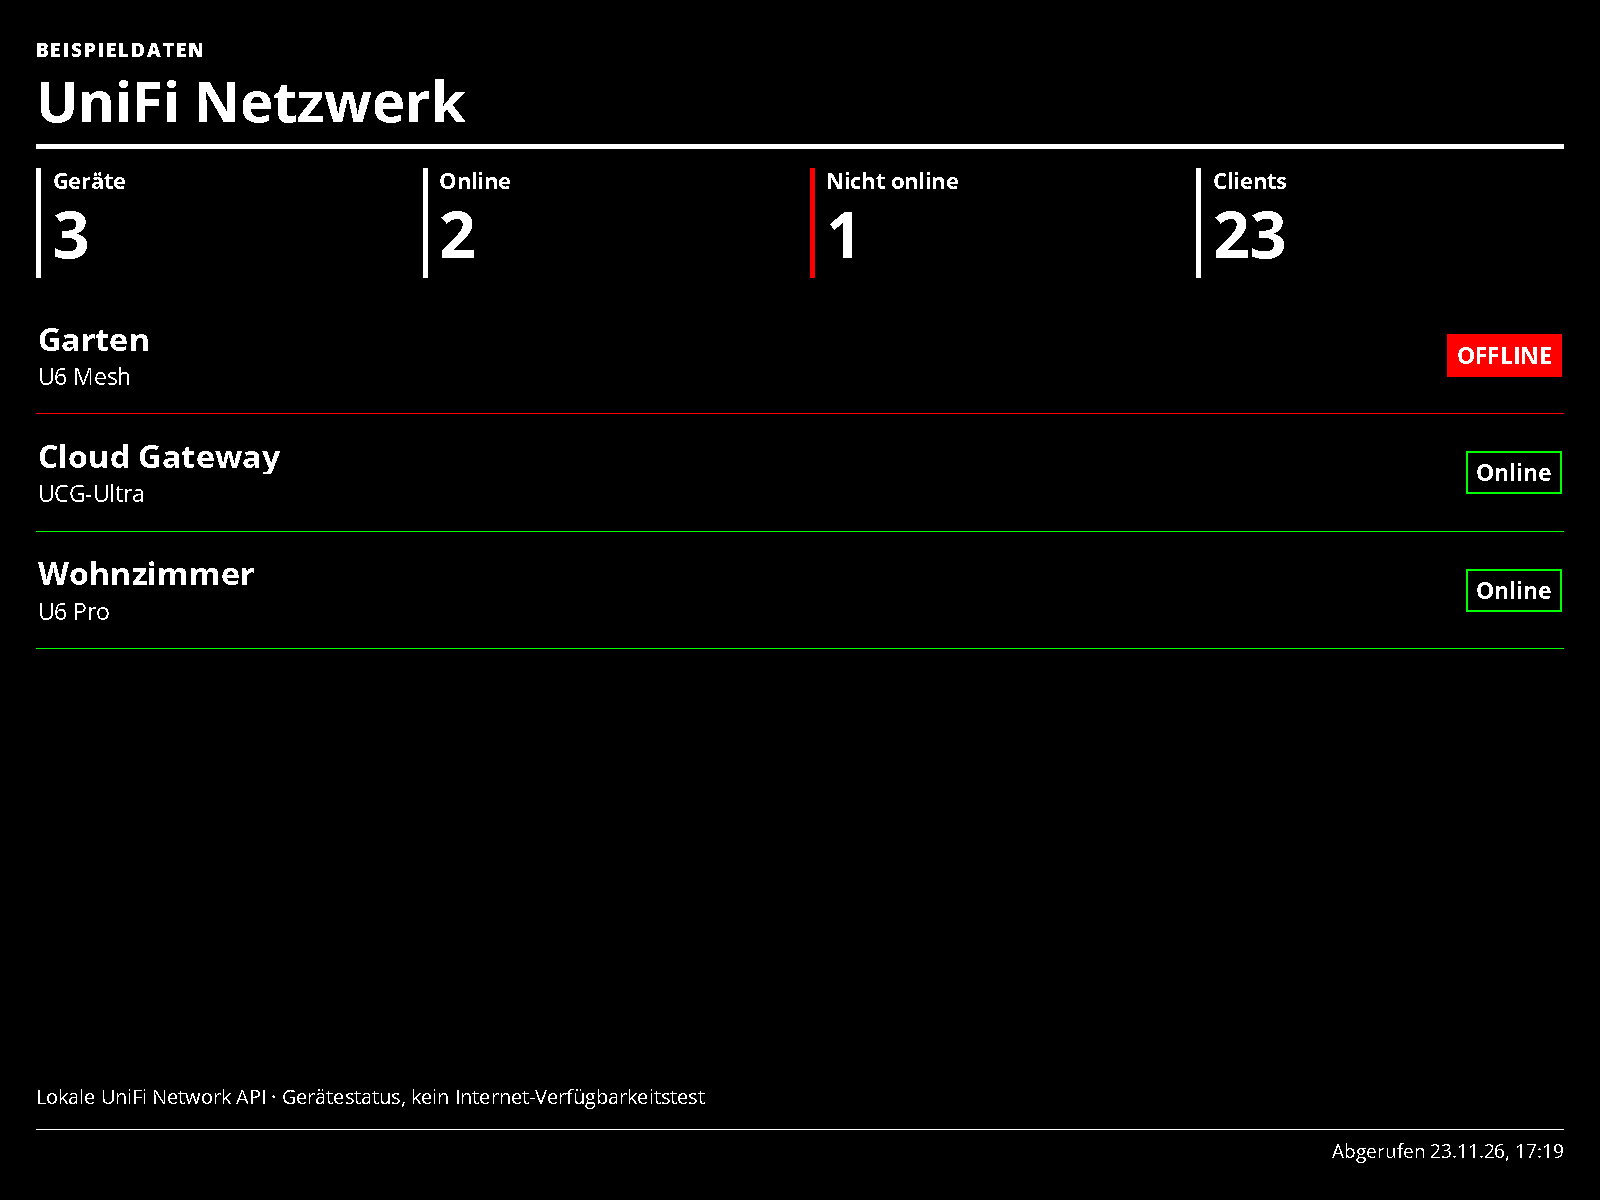 BEISPIELDATEN
UniFi Netzwerk
Geräte
3
Online
2
Nicht online
1
Clients
23
Garten
U6 Mesh
OFFLINE
Cloud Gateway
UCG-Ultra
Online
Wohnzimmer
U6 Pro
Online
Lokale UniFi Network API · Gerätestatus, kein Internet-Verfügbarkeitstest
Abgerufen 23.11.26, 17:19